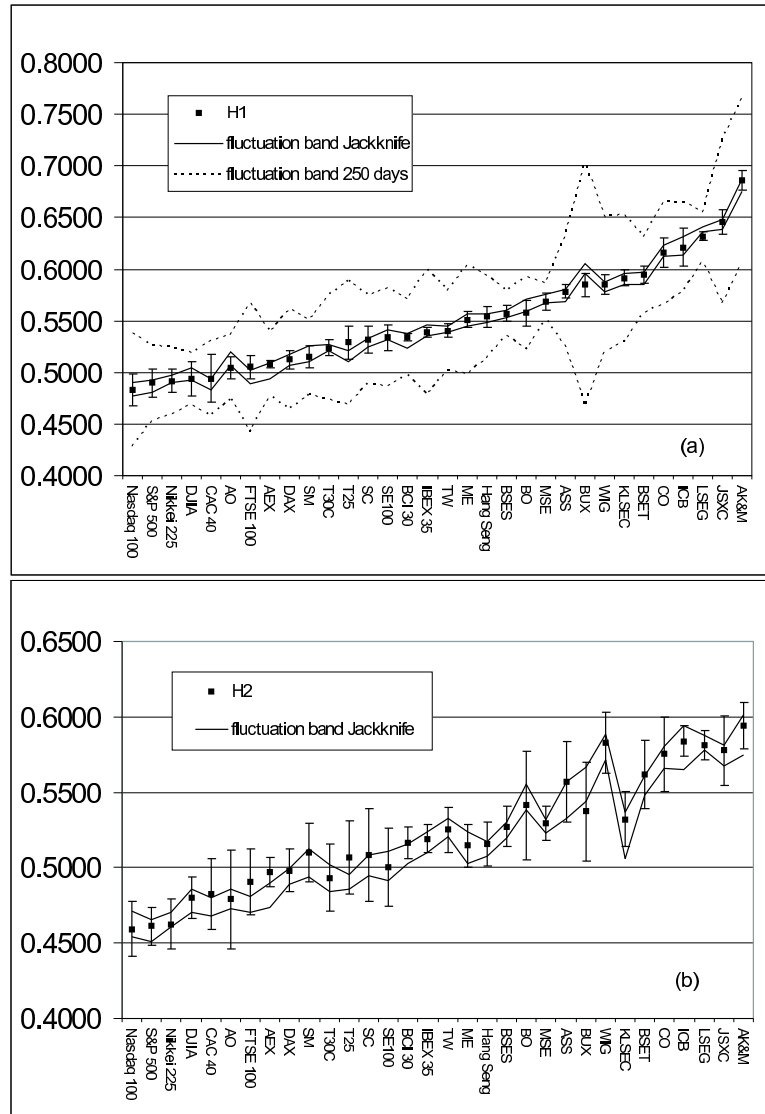 0.8000
0.7500
0.7000
0.6500
0.6000
0.5500
0.5000
0.4500
0.4000
H1
fluctuation band Jackknife
fluctuation band 250 days
(a)
Nasdaq 100
S&P 500
Nikkei 225
DJIA
CAC 40
AO
FTSE 100
AEX
DAX
SM
T30C
T25
SC
SE100
BCI 30
IBEX 35
TW
ME
Hang Seng
BSES
BO
MSE
ASS
BUX
WIG
KLSEC
BSET
CO
ICB
LSEG
JSXC
AK&M
0.6500
0.6000
0.5500
0.5000
0.4500
0.4000
H2
fluctuation band Jackknife
(b)
Nasdaq 100
S&P 500
Nikkei 225
DJIA
CAC 40
AO
FTSE 100
AEX
DAX
SM
T30C
T25
SC
SE100
BCI 30
IBEX 35
TW
ME
Hang Seng
BSES
BO
MSE
ASS
BUX
WIG
KLSEC
BSET
CO
ICB
LSEG
JSXC
AK&M